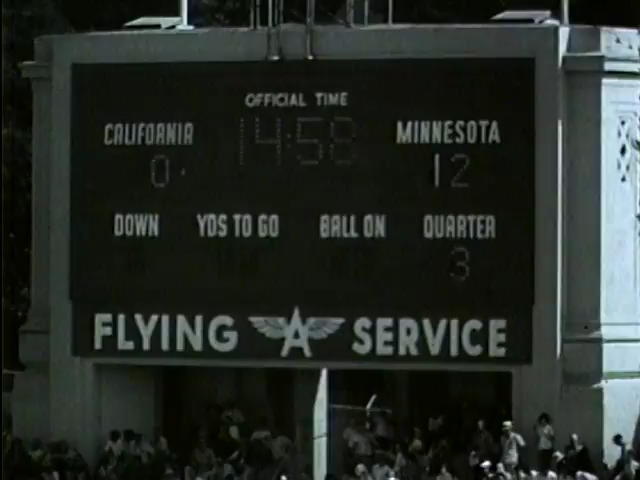 OFFICIAL TIME
CALIFORNIA 14:58 MINNESOTA
0 12
DOWN YDS TO GO BALL ON QUARTER
3
FLYING A SERVICE